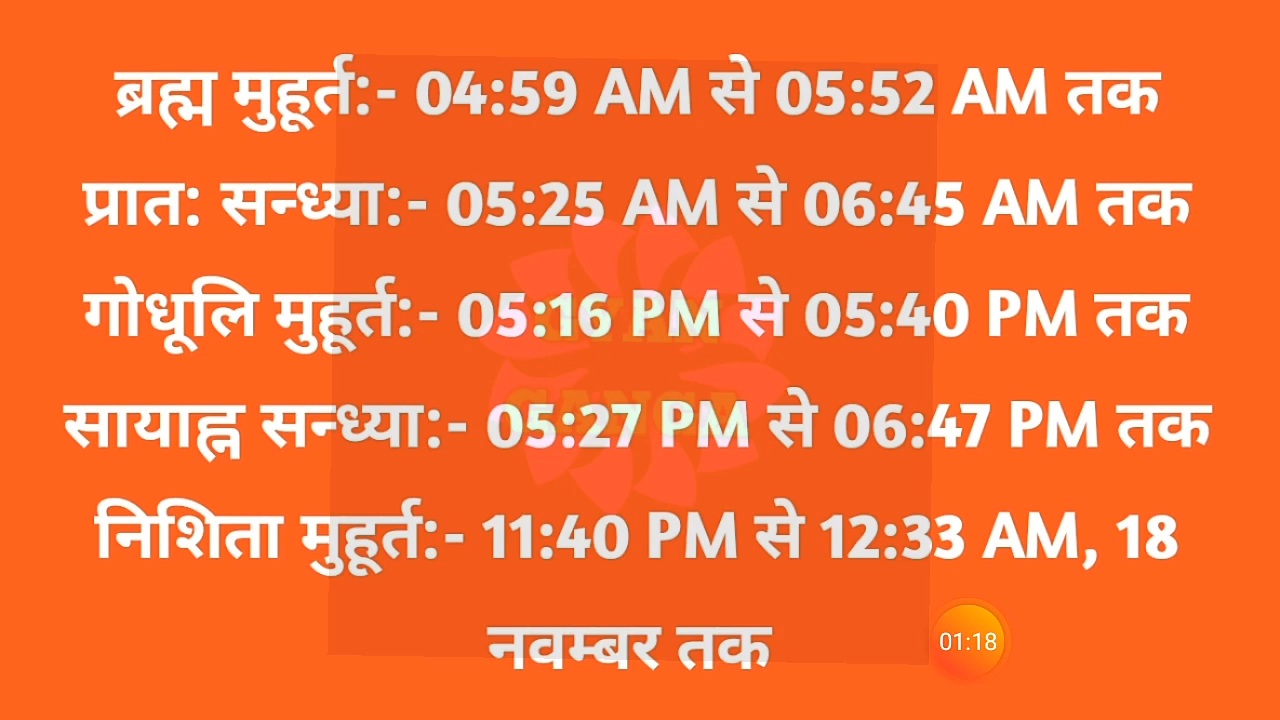 ब्रह्म मुहूर्त:- 04:59 AM से 05:52 AM तक
प्रात: सन्ध्या:- 05:25 AM से 06:45 AM तक
गोधूलि मुहूर्त:- 05:16 PM से 05:40 PM तक
सायाह्न सन्ध्या:- 05:27 PM से 06:47 PM तक
निशिता मुहूर्त:- 11:40 PM से 12:33 AM, 18
नवम्बर तक
GYAN
GANGA
01:18